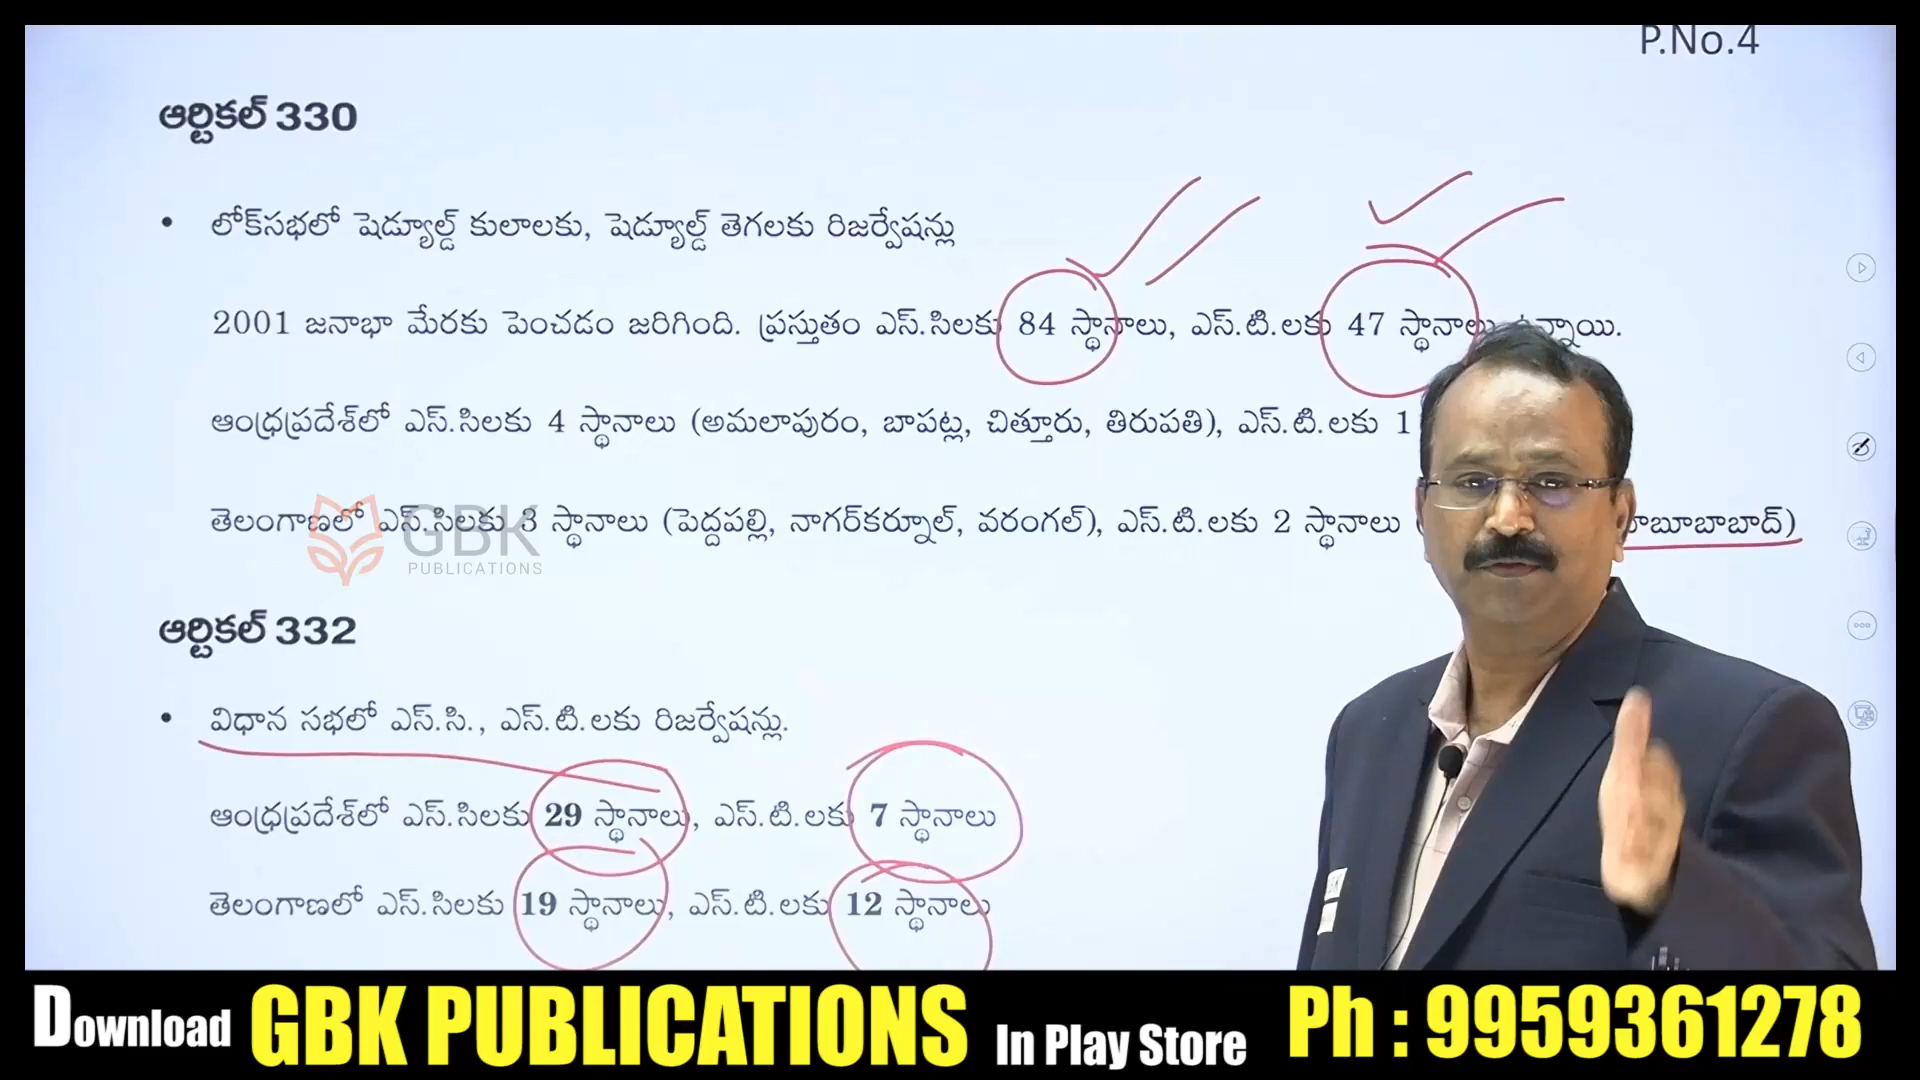 P.No.4
ఆర్టికల్ 330
• లోక్‌సభలో షెడ్యూల్డ్ కులాలకు, షెడ్యూల్డ్ తెగలకు రిజర్వేషన్లు
2001 జనాభా మేరకు పెంచడం జరిగింది. ప్రస్తుతం ఎస్.సిలకు 84 స్థానాలు, ఎస్.టి.లకు 47 స్థానాలు ఉన్నాయి.
ఆంధ్రప్రదేశ్‌లో ఎస్.సిలకు 4 స్థానాలు (అమలాపురం, బాపట్ల, చిత్తూరు, తిరుపతి), ఎస్.టి.లకు 1
తెలంగాణలో ఎస్.సిలకు 3 స్థానాలు (పెద్దపల్లి, నాగర్‌కర్నూల్, వరంగల్), ఎస్.టి.లకు 2 స్థానాలు (
GBK
PUBLICATIONS
ఆర్టికల్ 332
• విధాన సభలో ఎస్.సి., ఎస్.టి.లకు రిజర్వేషన్లు.
ఆంధ్రప్రదేశ్‌లో ఎస్.సిలకు 29 స్థానాలు, ఎస్.టి.లకు 7 స్థానాలు
తెలంగాణలో ఎస్.సిలకు 19 స్థానాలు, ఎస్.టి.లకు 12 స్థానాలు
Download GBK PUBLICATIONS In Play Store Ph : 9959361278